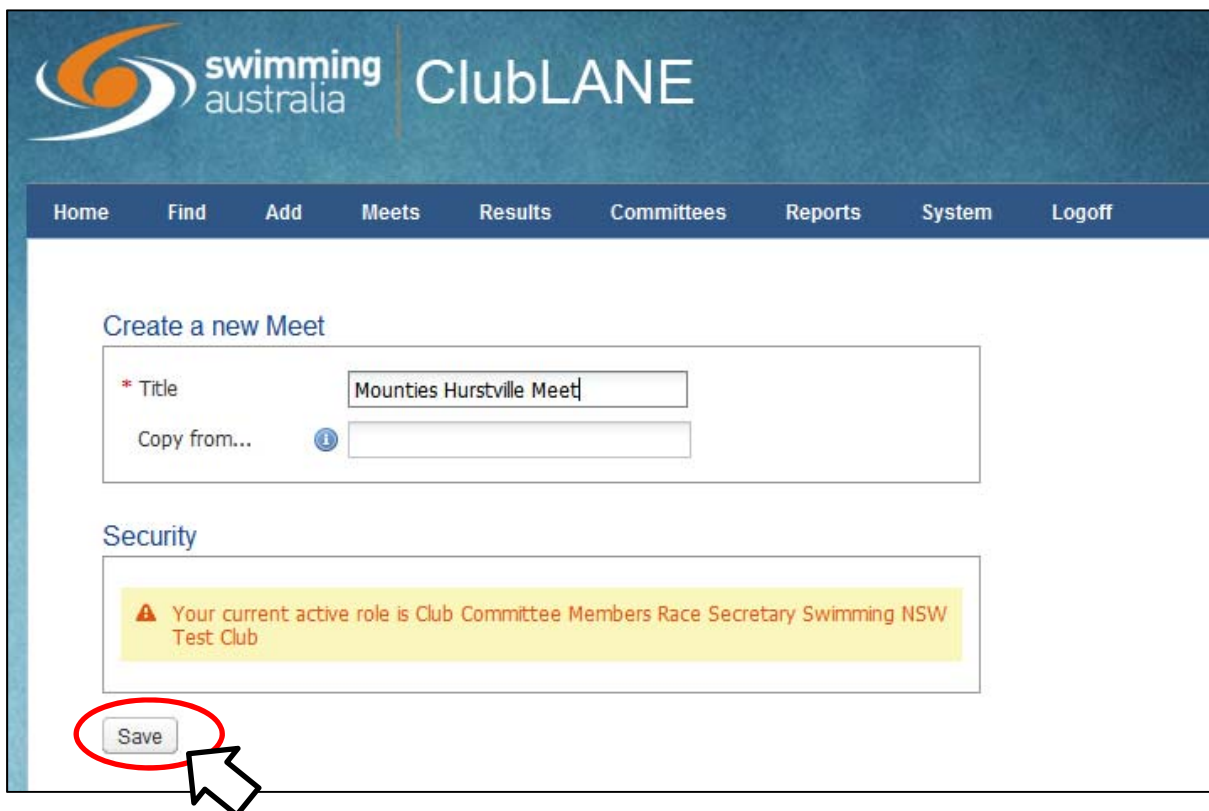 swimming
australia
ClubLANE
Home Find Add Meets Results Committees Reports System Logoff
Create a new Meet
* Title Mounties Hurstville Meet
Copy from...
Security
Your current active role is Club Committee Members Race Secretary Swimming NSW
Test Club
Save